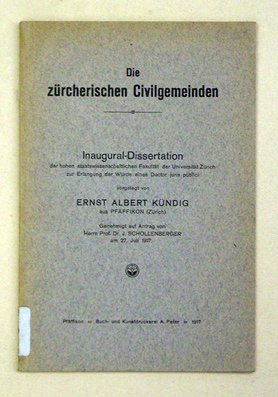 Die
zürcherischen Civilgemeinden
Inaugural-Dissertation
der hohen staatswissenschaftlichen Fakultät der Universität Zürich
zur Erlangung der Würde eines Doctor juris publici
vorgelegt von
ERNST ALBERT KÜNDIG
aus PFÄFFIKON (Zürich)
Genehmigt auf Antrag von
Herrn Prof. Dr. J. SCHOLLENBERGER
am 27. Juli 1917
Pfäffikon — Buch- und Kunstdruckerei A. Peter — 1917